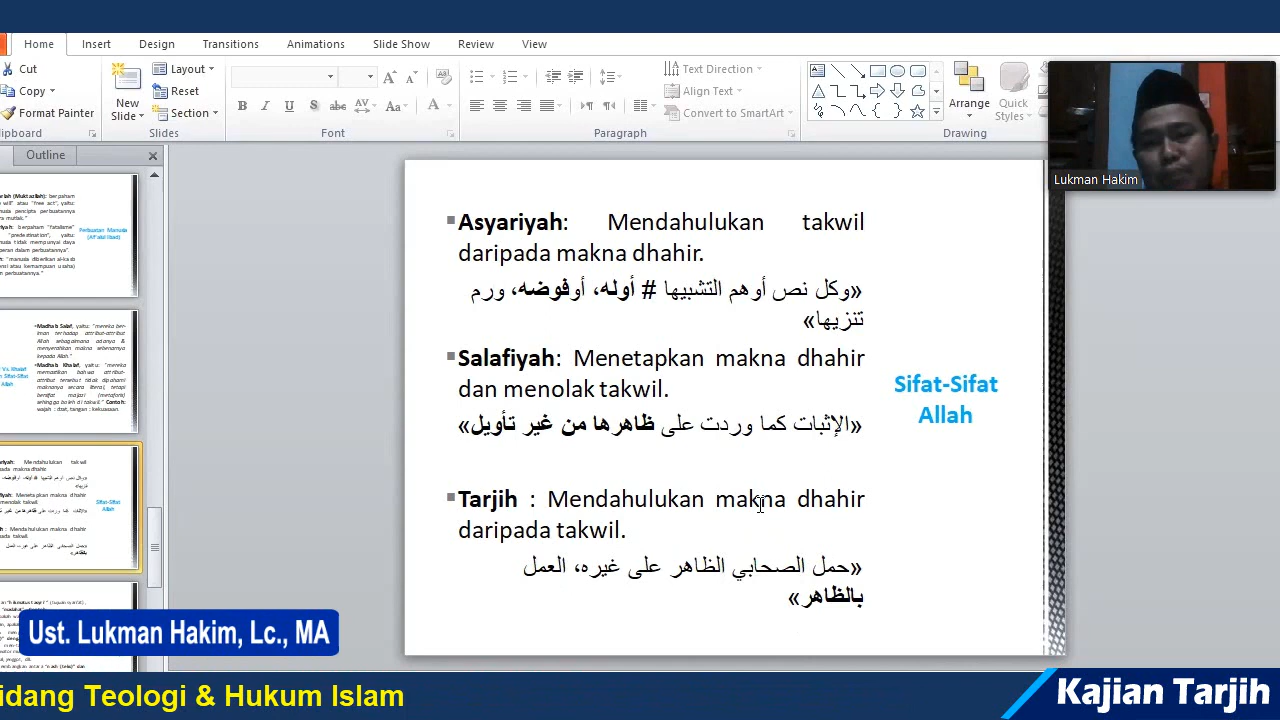 Home Insert Design Transitions Animations Slide Show Review View
Cut
Copy
Format Painter
lipboard
New
Slide
Layout
Reset
Section
Slides
Font
Text Direction
Align Text
Convert to SmartArt
Paragraph
Arrange
Quick
Styles
Drawing
Lukman Hakim
Outline
Asyariyah: Mendahulukan takwil
daripada makna dhahir.
«وكل نص أوهم التشبيها # أوله، أوفوضه، ورم
تنزيها»
Salafiyah: Menetapkan makna dhahir
dan menolak takwil.
«الإثبات كما وردت على ظاهرها من غير تأويل»
Tarjih : Mendahulukan makna dhahir
daripada takwil.
«حمل الصحابي الظاهر على غيره، العمل
بالظاهر»
Sifat-Sifat
Allah
Ust. Lukman Hakim, Lc., MA
idang Teologi & Hukum Islam
Kajian Tarjih